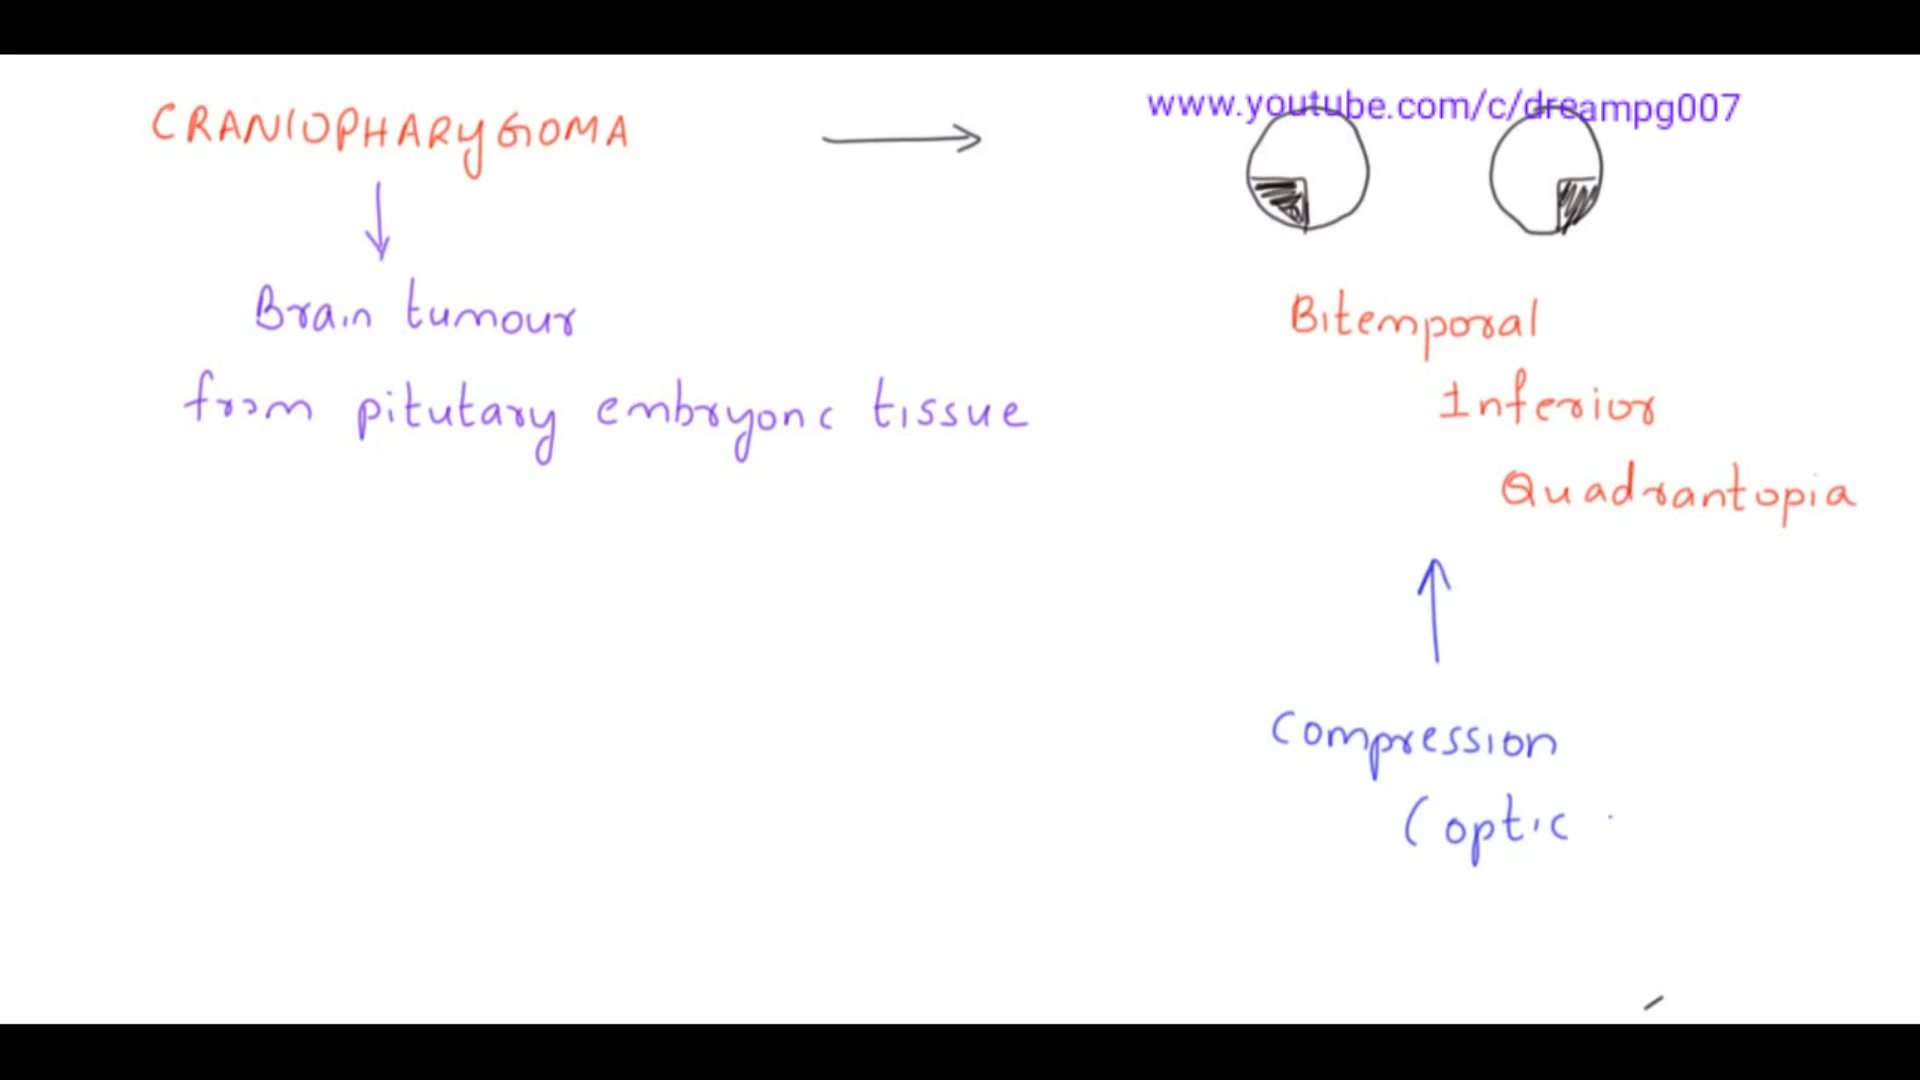 www.youtube.com/c/dreampg007
CRANIOPHARYGIOMA
Brain tumour
from pitutary embryonc tissue
Bitemporal
Inferior
Quadrantopia
Compression
(optic